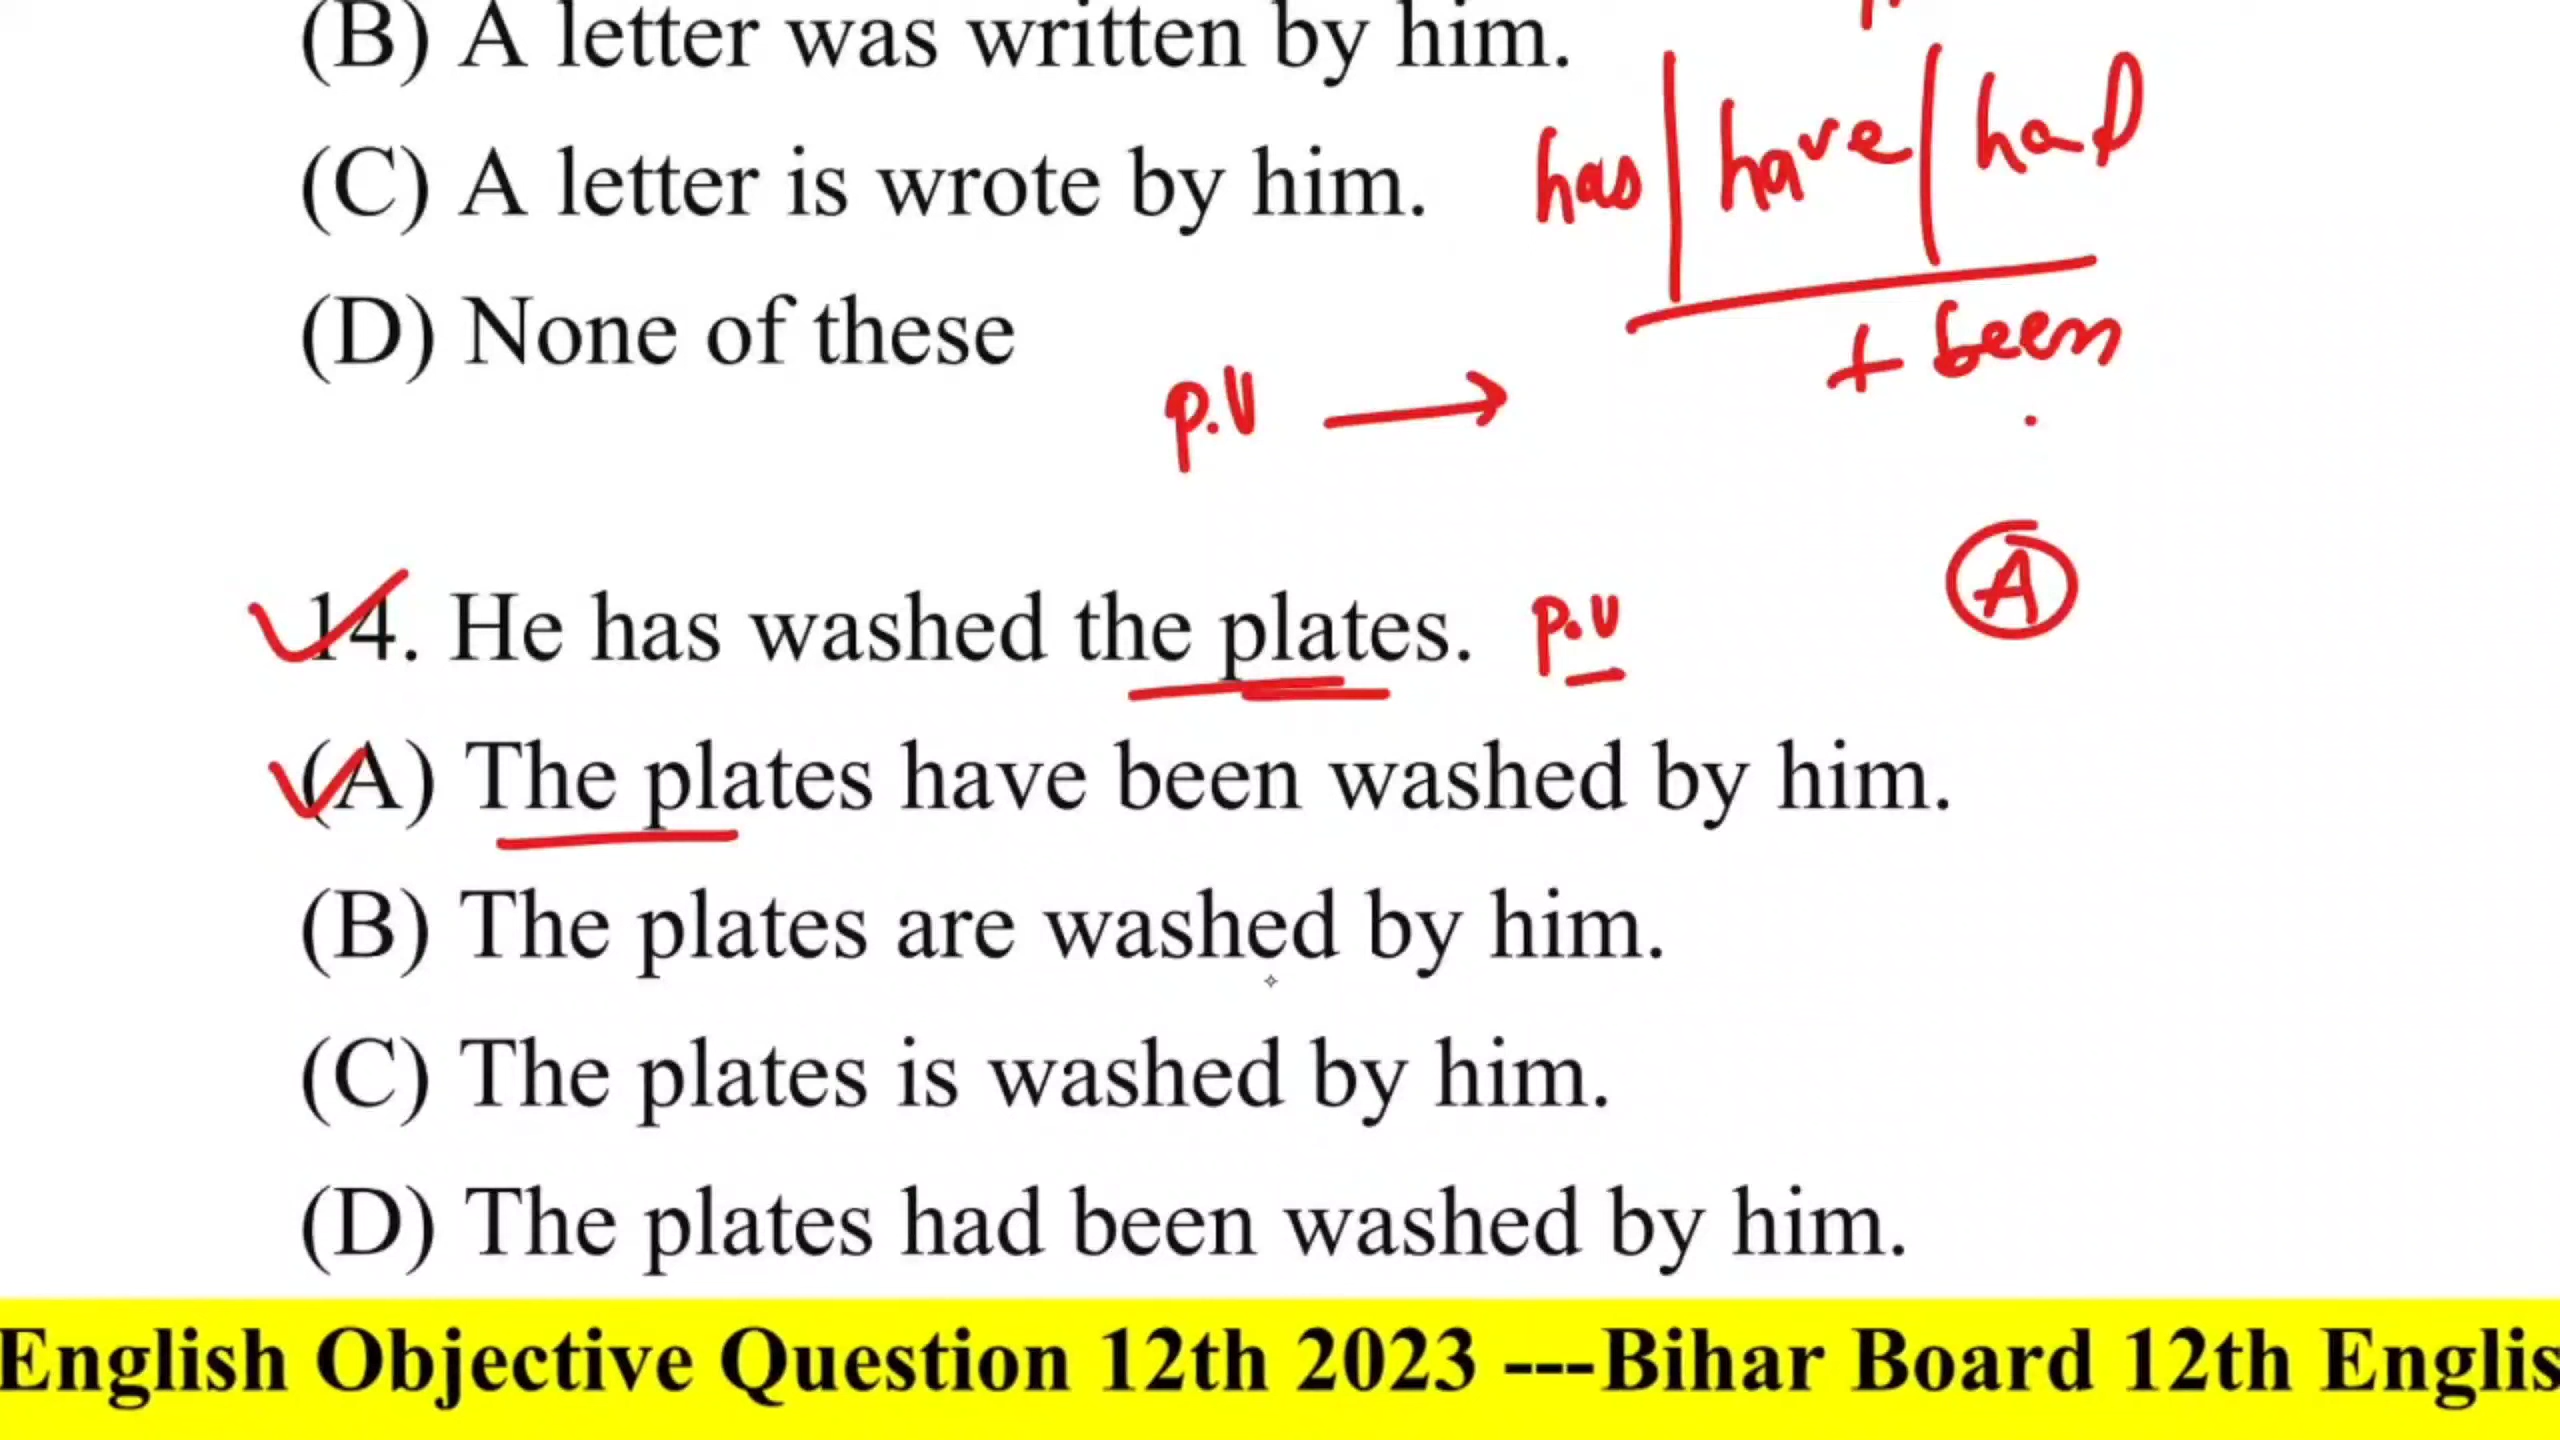 (B) A letter was written by him.
has | have | had
(C) A letter is wrote by him.
+ been
(D) None of these
P.V →
A
14. He has washed the plates. P.V
(A) The plates have been washed by him.
(B) The plates are washed by him.
(C) The plates is washed by him.
(D) The plates had been washed by him.
English Objective Question 12th 2023 ---Bihar Board 12th Englis